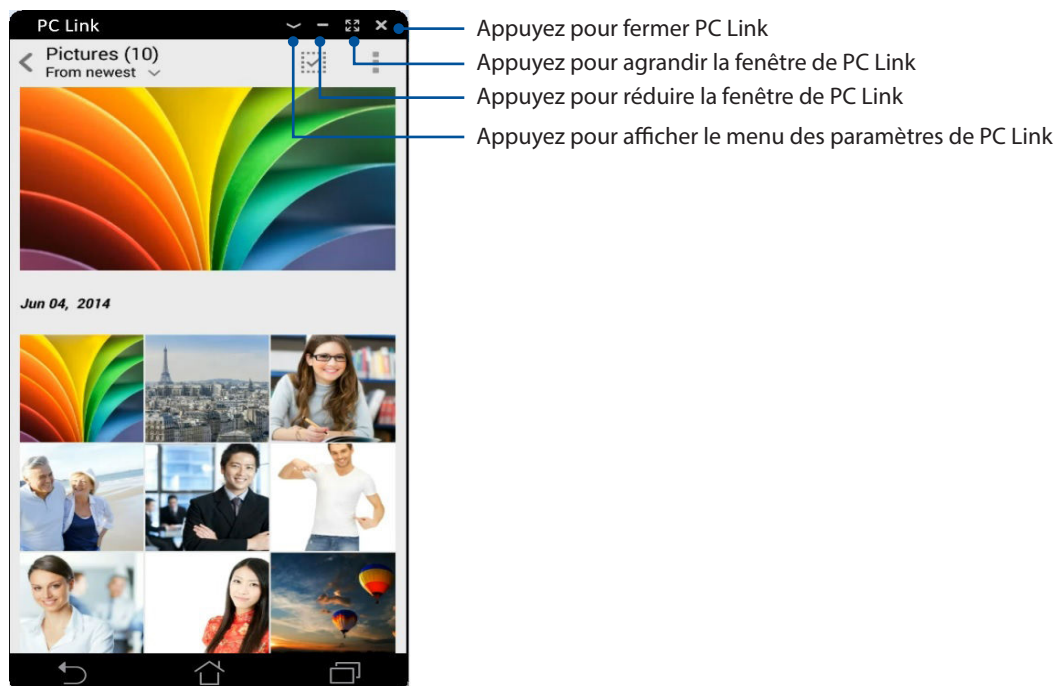 PC Link
Appuyez pour fermer PC Link
Pictures (10)
From newest
Appuyez pour agrandir la fenêtre de PC Link
Appuyez pour réduire la fenêtre de PC Link
Appuyez pour afficher le menu des paramètres de PC Link
Jun 04, 2014